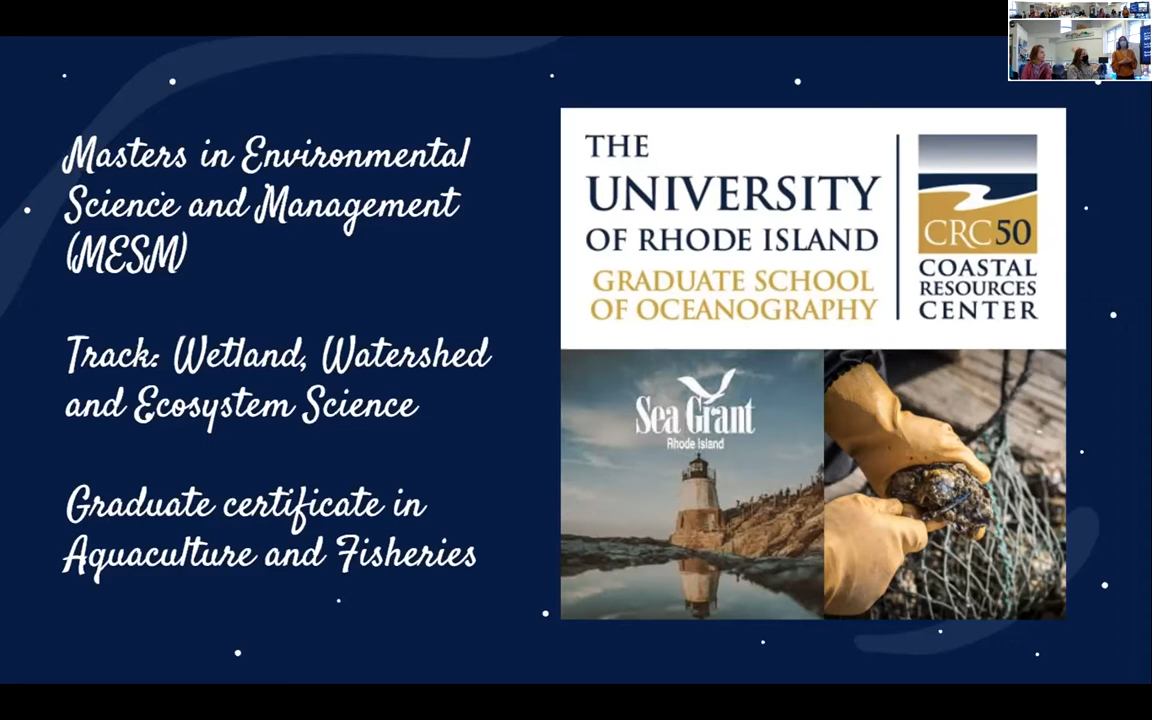 Masters in Environmental
Science and Management
(MESM)
Track: Wetland, Watershed
and Ecosystem Science
Graduate certificate in
Aquaculture and Fisheries
THE
UNIVERSITY
OF RHODE ISLAND
GRADUATE SCHOOL
OF OCEANOGRAPHY
CRC50
COASTAL
RESOURCES
CENTER
Sea Grant
Rhode Island